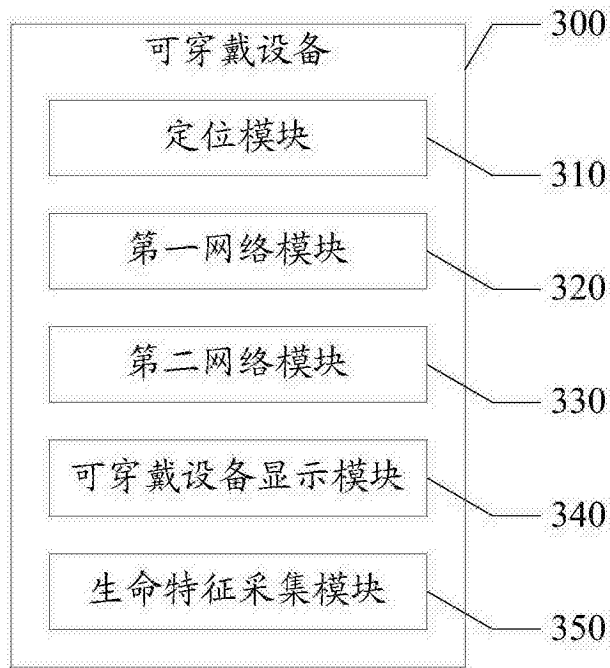 可穿戴设备
300
定位模块
310
第一网络模块
320
第二网络模块
330
可穿戴设备显示模块
340
生命特征采集模块
350